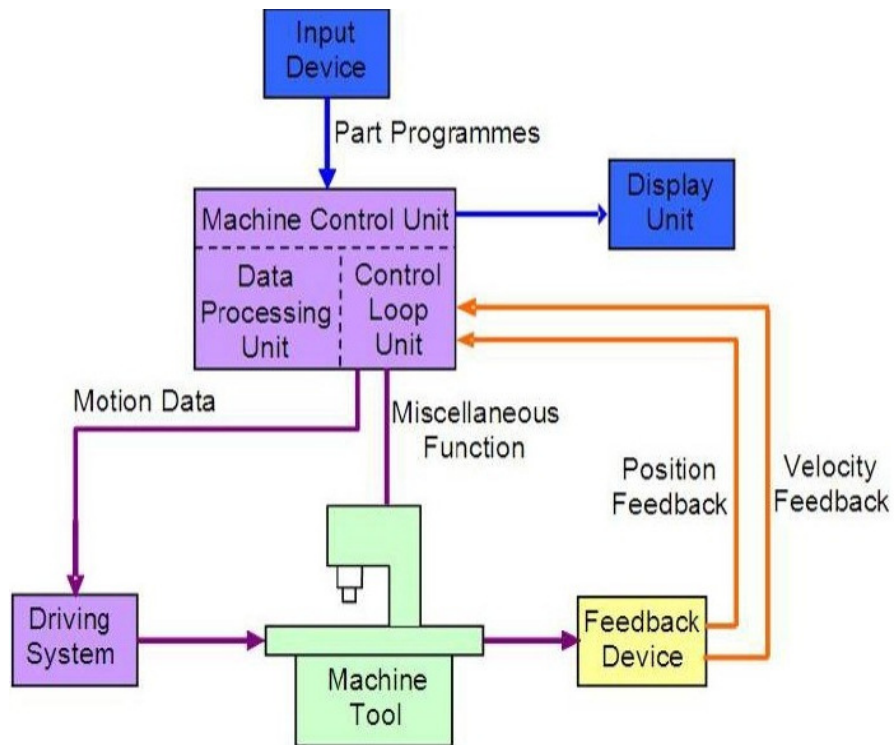 Input
Device
Part Programmes
Machine Control Unit
Display
Unit
Data
Processing
Unit
Control
Loop
Unit
Motion Data
Miscellaneous
Function
Position
Feedback
Velocity
Feedback
Driving
System
Machine
Tool
Feedback
Device